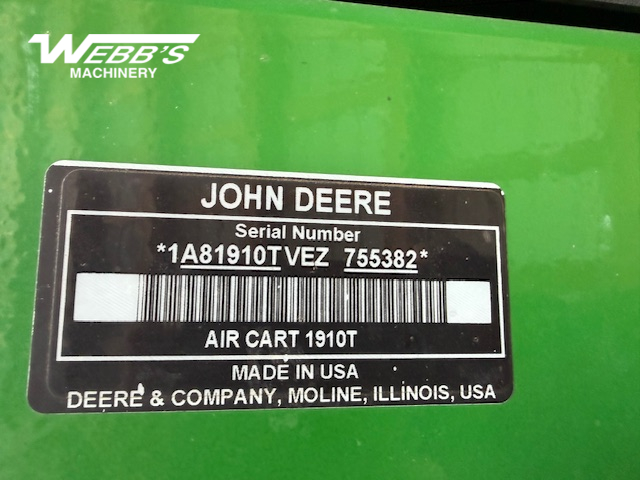 WEBB'S
MACHINERY
JOHN DEERE
Serial Number
*1A81910TVEZ 755382*
AIR CART 1910T
MADE IN USA
DEERE & COMPANY, MOLINE, ILLINOIS, USA